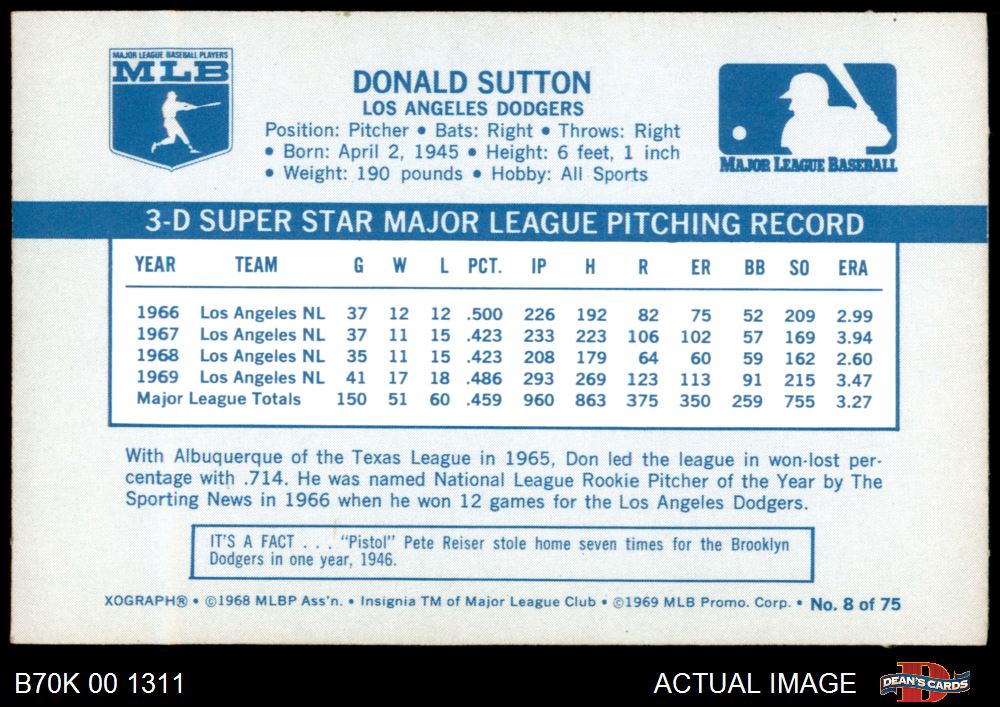 MAJOR LEAGUE BASEBALL PLAYERS
MLB
DONALD SUTTON
LOS ANGELES DODGERS
Position: Pitcher • Bats: Right • Throws: Right
• Born: April 2, 1945 • Height: 6 feet, 1 inch
• Weight: 190 pounds • Hobby: All Sports
MAJOR LEAGUE BASEBALL
3-D SUPER STAR MAJOR LEAGUE PITCHING RECORD
YEAR TEAM G W L PCT. IP H R ER BB SO ERA
1966 Los Angeles NL 37 12 12 .500 226 192 82 75 52 209 2.99
1967 Los Angeles NL 37 11 15 .423 233 223 106 102 57 169 3.94
1968 Los Angeles NL 35 11 15 .423 208 179 64 60 59 162 2.60
1969 Los Angeles NL 41 17 18 .486 293 269 123 113 91 215 3.47
Major League Totals 150 51 60 .459 960 863 375 350 259 755 3.27
With Albuquerque of the Texas League in 1965, Don led the league in won-lost per-
centage with .714. He was named National League Rookie Pitcher of the Year by The
Sporting News in 1966 when he won 12 games for the Los Angeles Dodgers.
IT'S A FACT . . . "Pistol" Pete Reiser stole home seven times for the Brooklyn
Dodgers in one year, 1946.
XOGRAPH® • ©1968 MLBP Ass'n. • Insignia TM of Major League Club • ©1969 MLB Promo. Corp. • No. 8 of 75
B70K 00 1311
ACTUAL IMAGE
D
DEAN'S CARDS